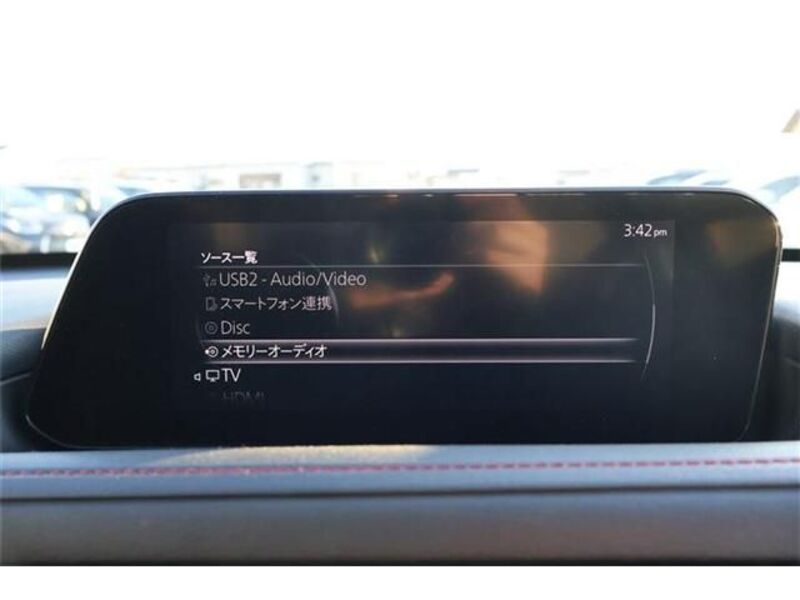 3:42pm
ソース一覧
USB2 - Audio/Video
スマートフォン連携
Disc
メモリーオーディオ
TV
HDMI